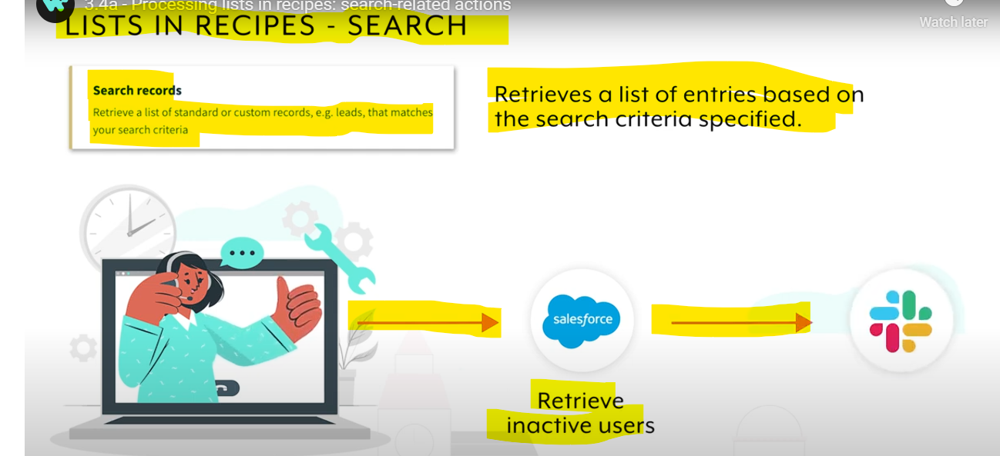 3.4a - Processing lists in recipes: search-related actions
Watch later
LISTS IN RECIPES - SEARCH
Search records
Retrieve a list of standard or custom records, e.g. leads, that matches
your search criteria
Retrieves a list of entries based on
the search criteria specified.
salesforce
Retrieve
inactive users